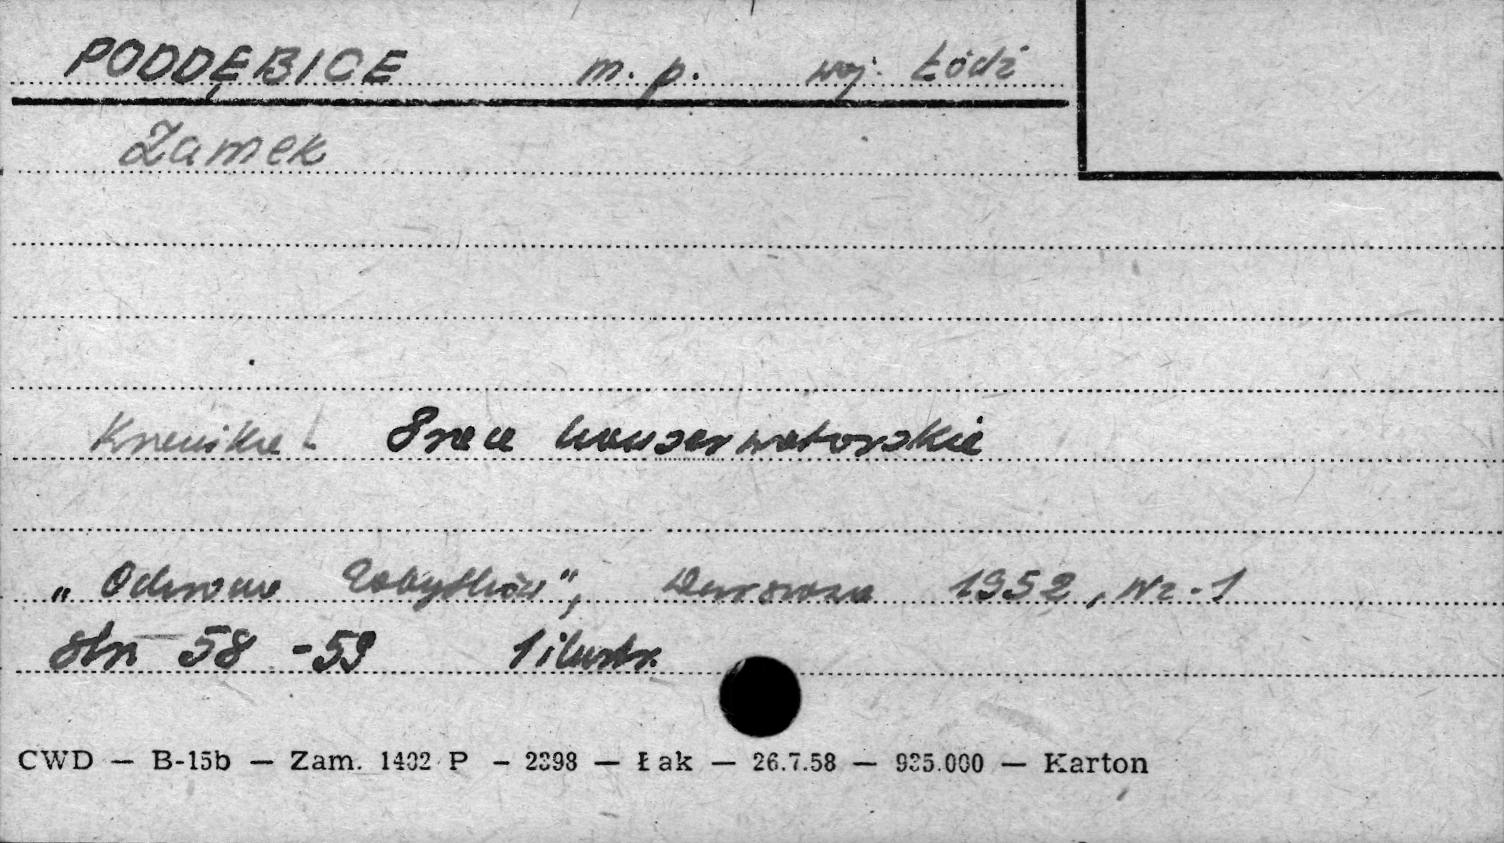 PODDĘBICE m. p. woj. Łódź
Zamek
Prace konserwatorskie
„Ochrona Zabytków”, Warszawa 1952, Nr. 1
Str 58 - 59 1 ilustr.
CWD — B-15b — Zam. 1402 P — 2398 — Łak — 26.7.58 — 935.000 — Karton